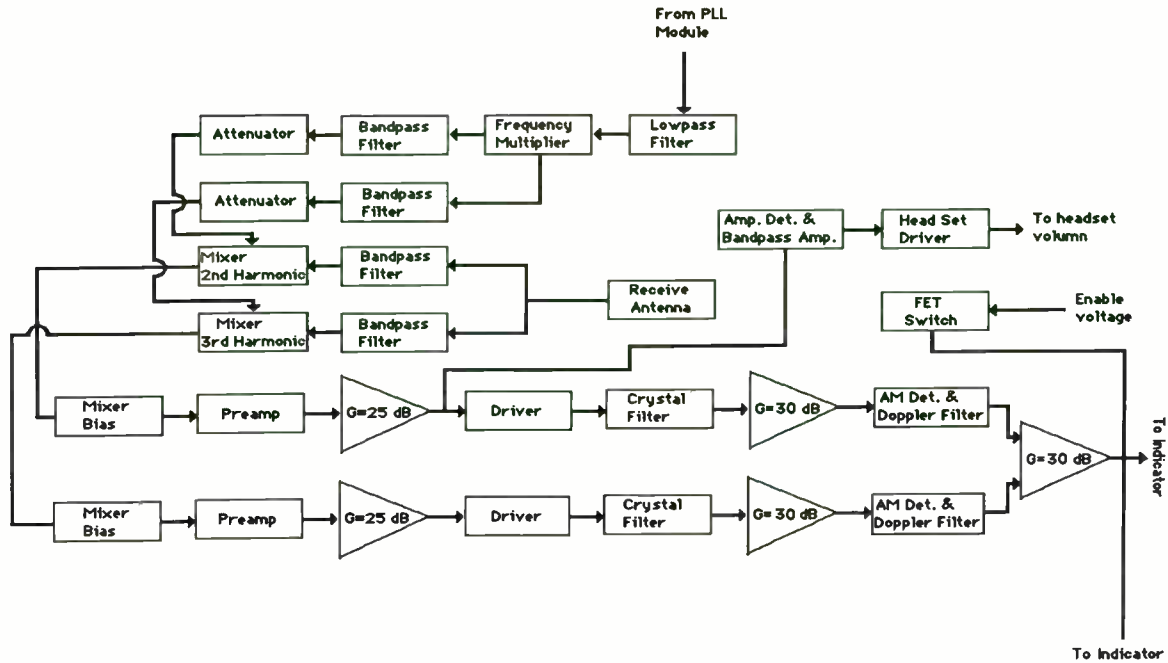 From PLL
Module
Attenuator
Bandpass
Filter
Frequency
Multiplier
Lowpass
Filter
Attenuator
Bandpass
Filter
Amp. Det. &
Bandpass Amp.
Head Set
Driver
To headset
volumn
Mixer
2nd Harmonic
Bandpass
Filter
Receive
Antenna
FET
Switch
Enable
voltage
Mixer
3rd Harmonic
Bandpass
Filter
Mixer
Bias
Preamp
G=25 dB
Driver
Crystal
Filter
G=30 dB
AM Det. &
Doppler Filter
G=30 dB
To Indicator
Mixer
Bias
Preamp
G=25 dB
Driver
Crystal
Filter
G=30 dB
AM Det. &
Doppler Filter
To Indicator